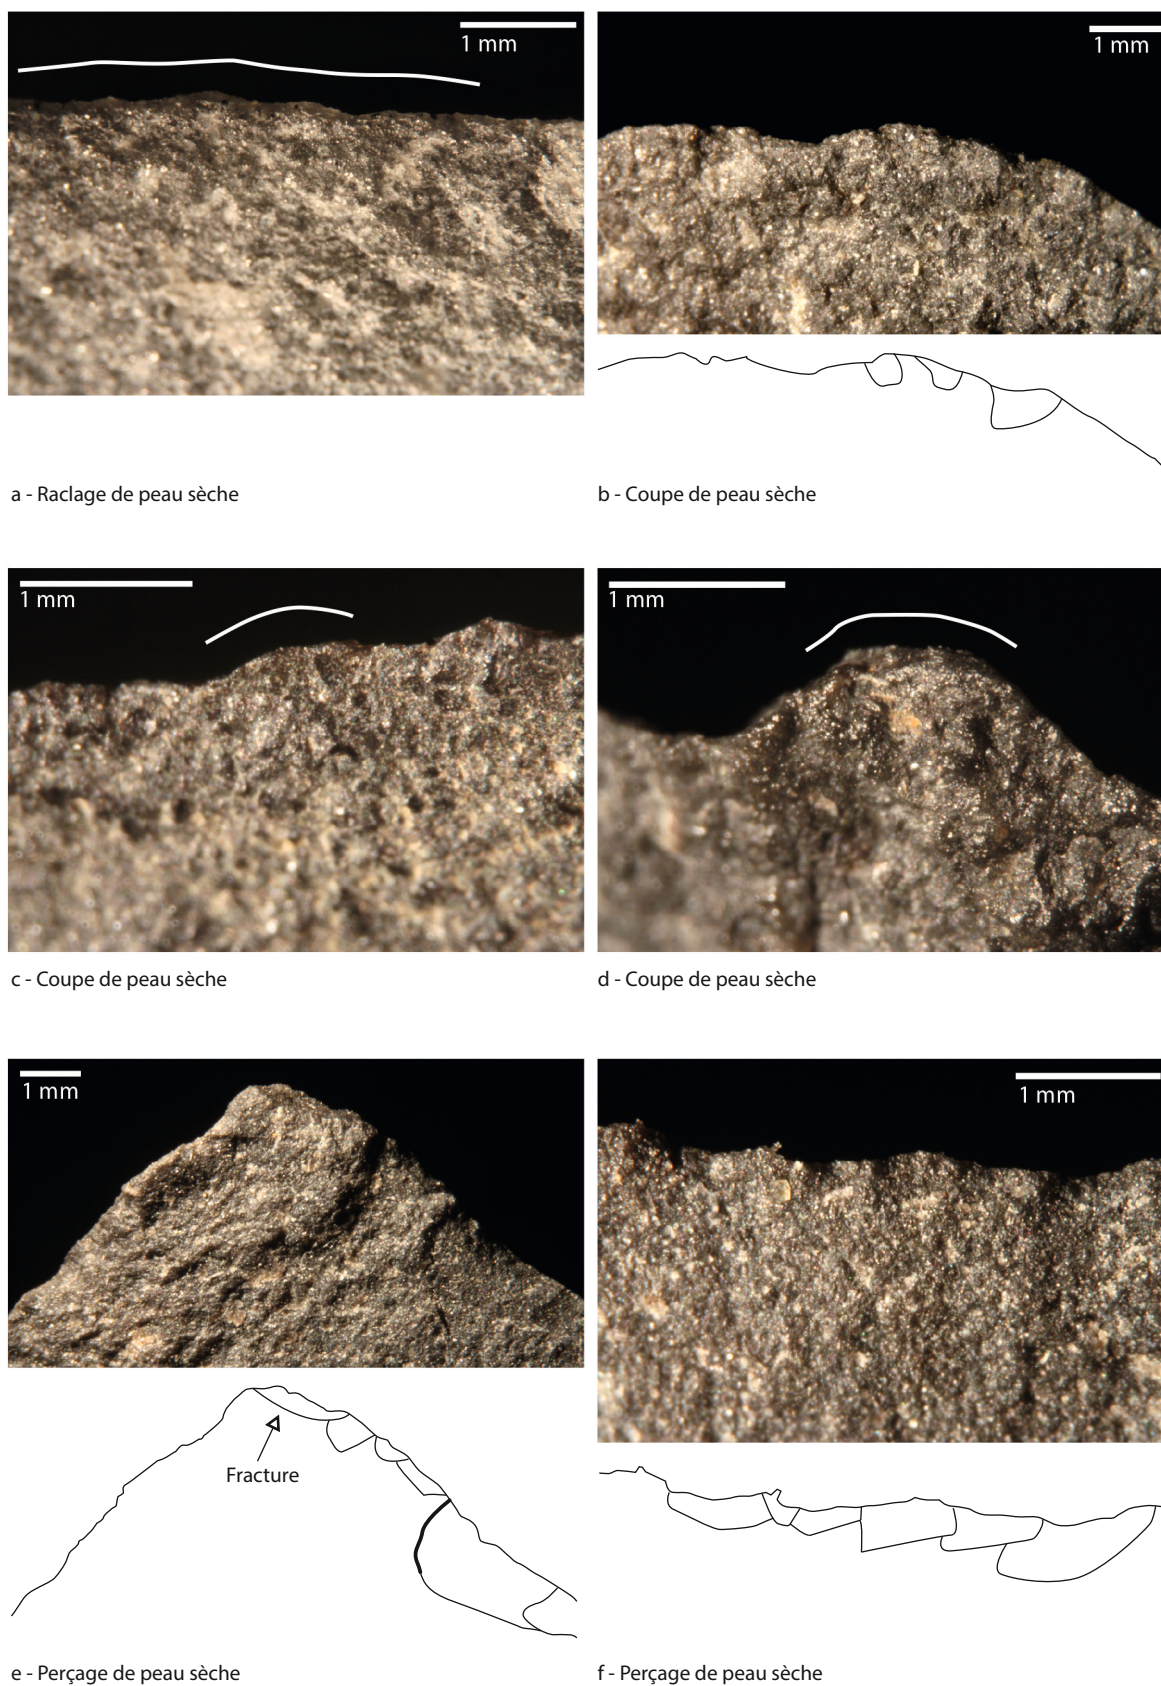 1 mm
1 mm
a - Raclage de peau sèche
b - Coupe de peau sèche
1 mm
1 mm
c - Coupe de peau sèche
d - Coupe de peau sèche
1 mm
1 mm
Fracture
e - Perçage de peau sèche
f - Perçage de peau sèche